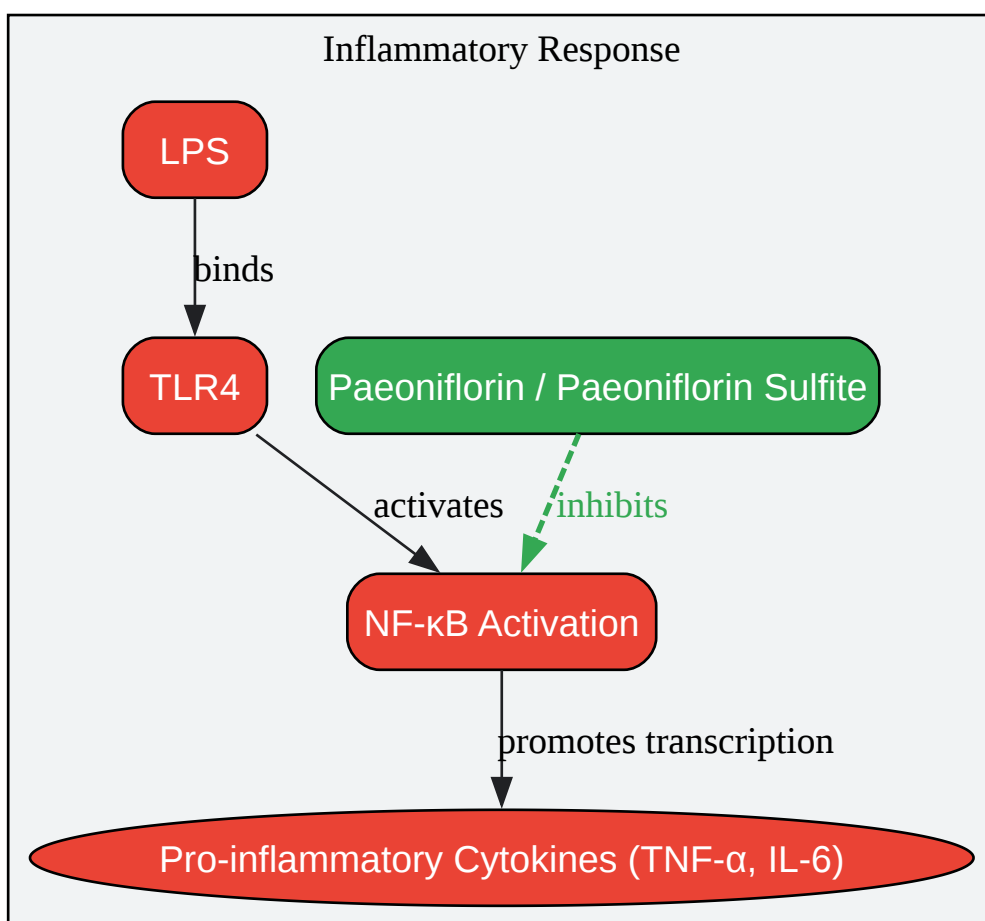 Inflammatory Response
LPS
binds
TLR4
Paeoniflorin / Paeoniflorin Sulfite
activates
inhibits
NF-κB Activation
promotes transcription
Pro-inflammatory Cytokines (TNF-α, IL-6)